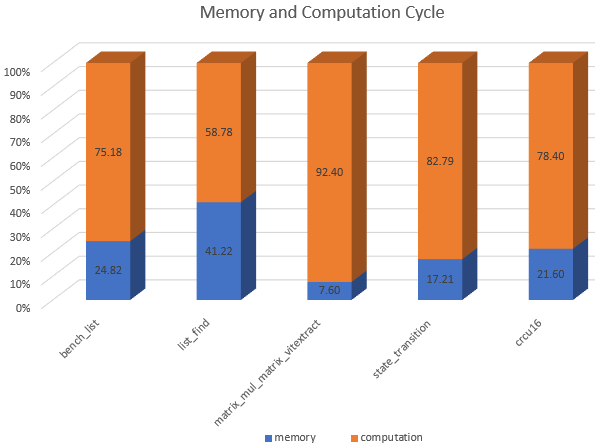 Memory and Computation Cycle
100%
90%
80%
70%
60%
50%
40%
30%
20%
10%
0%
75.18
58.78
92.40
82.79
78.40
24.82
41.22
7.60
17.21
21.60
bench_list
list_find
matrix_mul_matrix_vitextract
state_transition
crcu16
memory
computation